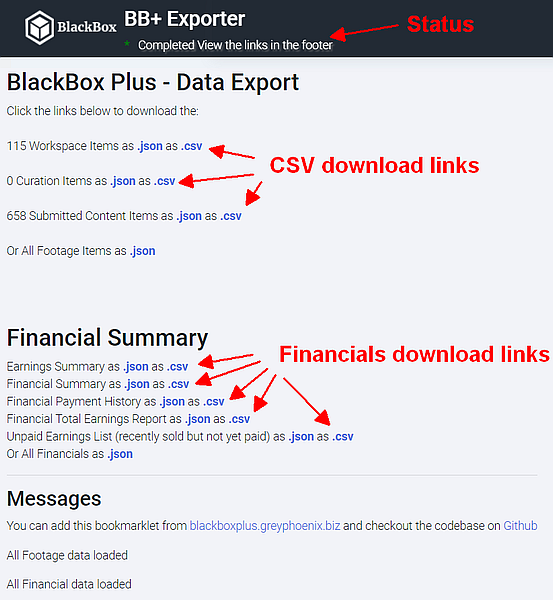 BlackBox
BB+ Exporter
* Completed View the links in the footer
Status
BlackBox Plus - Data Export
Click the links below to download the:
115 Workspace Items as .json as .csv
CSV download links
0 Curation Items as .json as .csv
658 Submitted Content Items as .json as .csv
Or All Footage Items as .json
Financial Summary
Financials download links
Earnings Summary as .json as .csv
Financial Summary as .json as .csv
Financial Payment History as .json as .csv
Financial Total Earnings Report as .json as .csv
Unpaid Earnings List (recently sold but not yet paid) as .json as .csv
Or All Financials as .json
Messages
You can add this bookmarklet from blackboxplus.greyphoenix.biz and checkout the codebase on Github
All Footage data loaded
All Financial data loaded